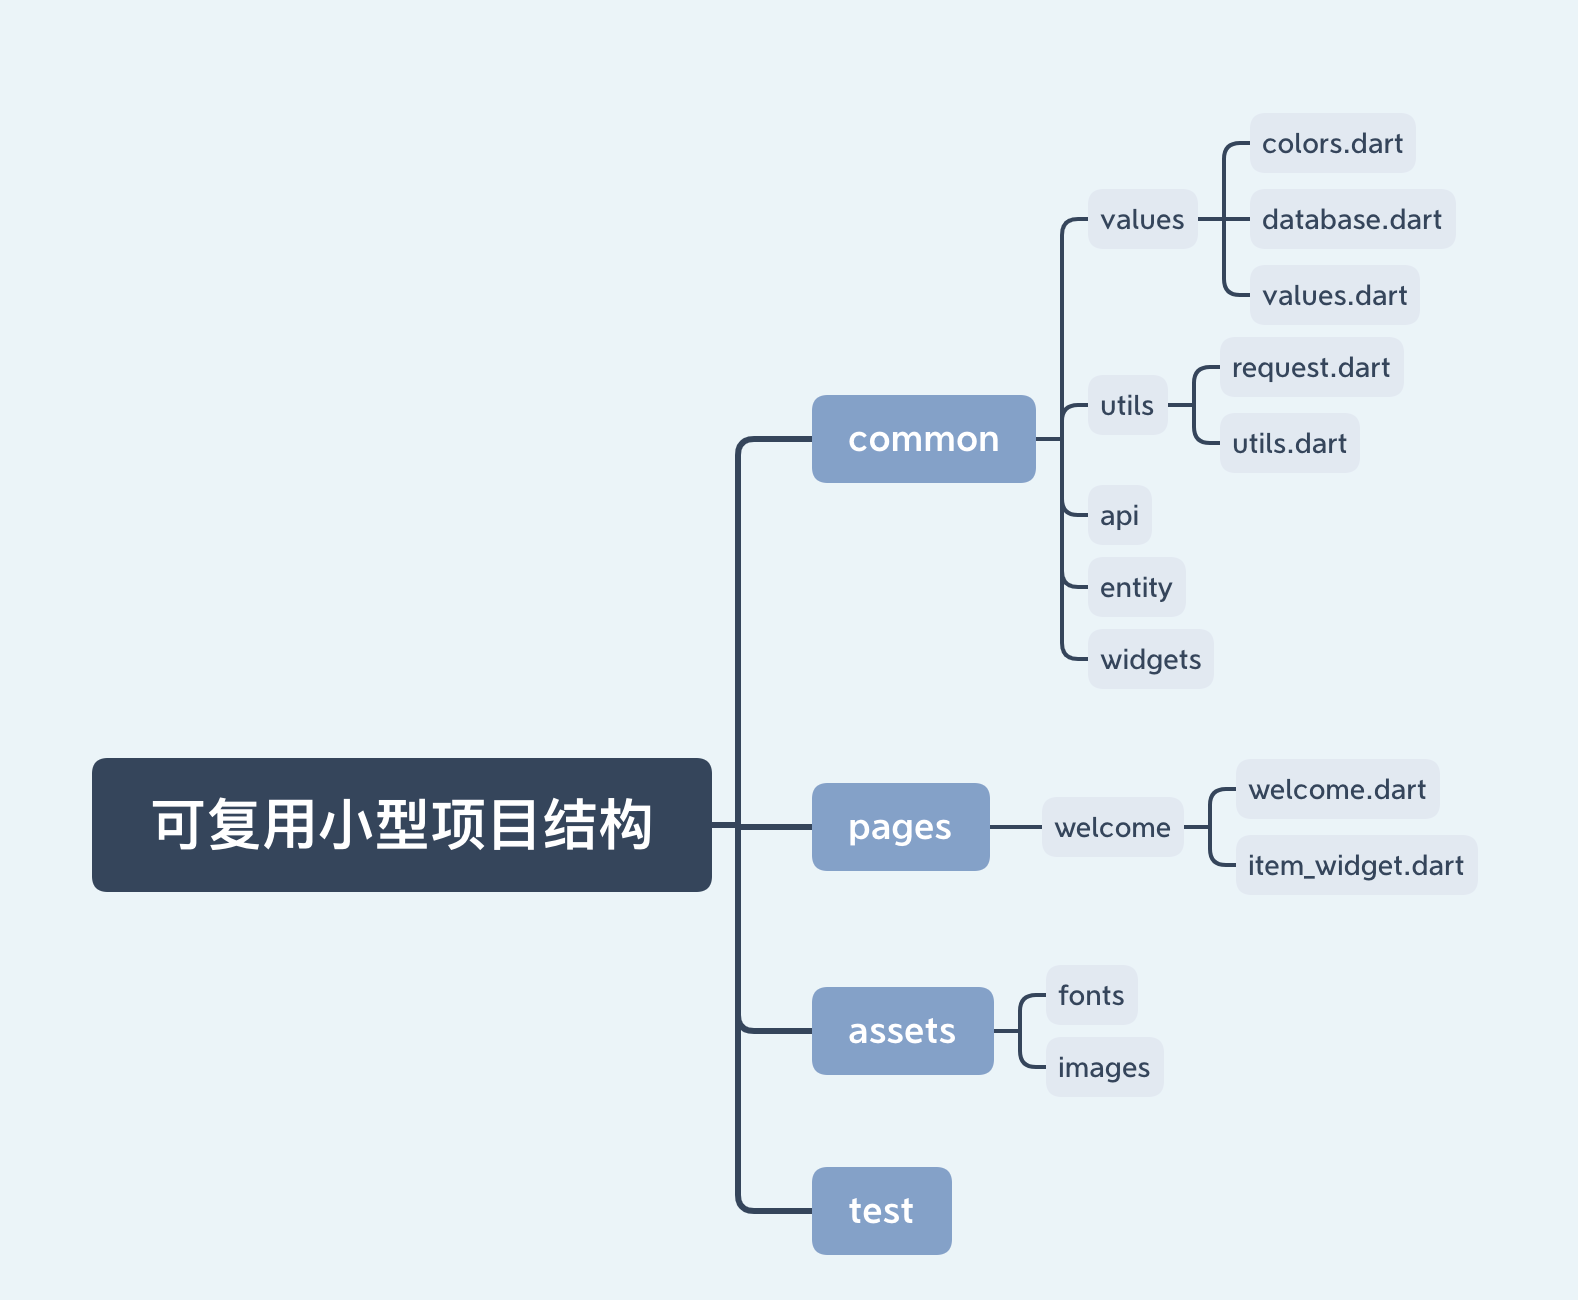 可复用小型项目结构
common
values
colors.dart
database.dart
values.dart
utils
request.dart
utils.dart
api
entity
widgets
pages
welcome
welcome.dart
item_widget.dart
assets
fonts
images
test